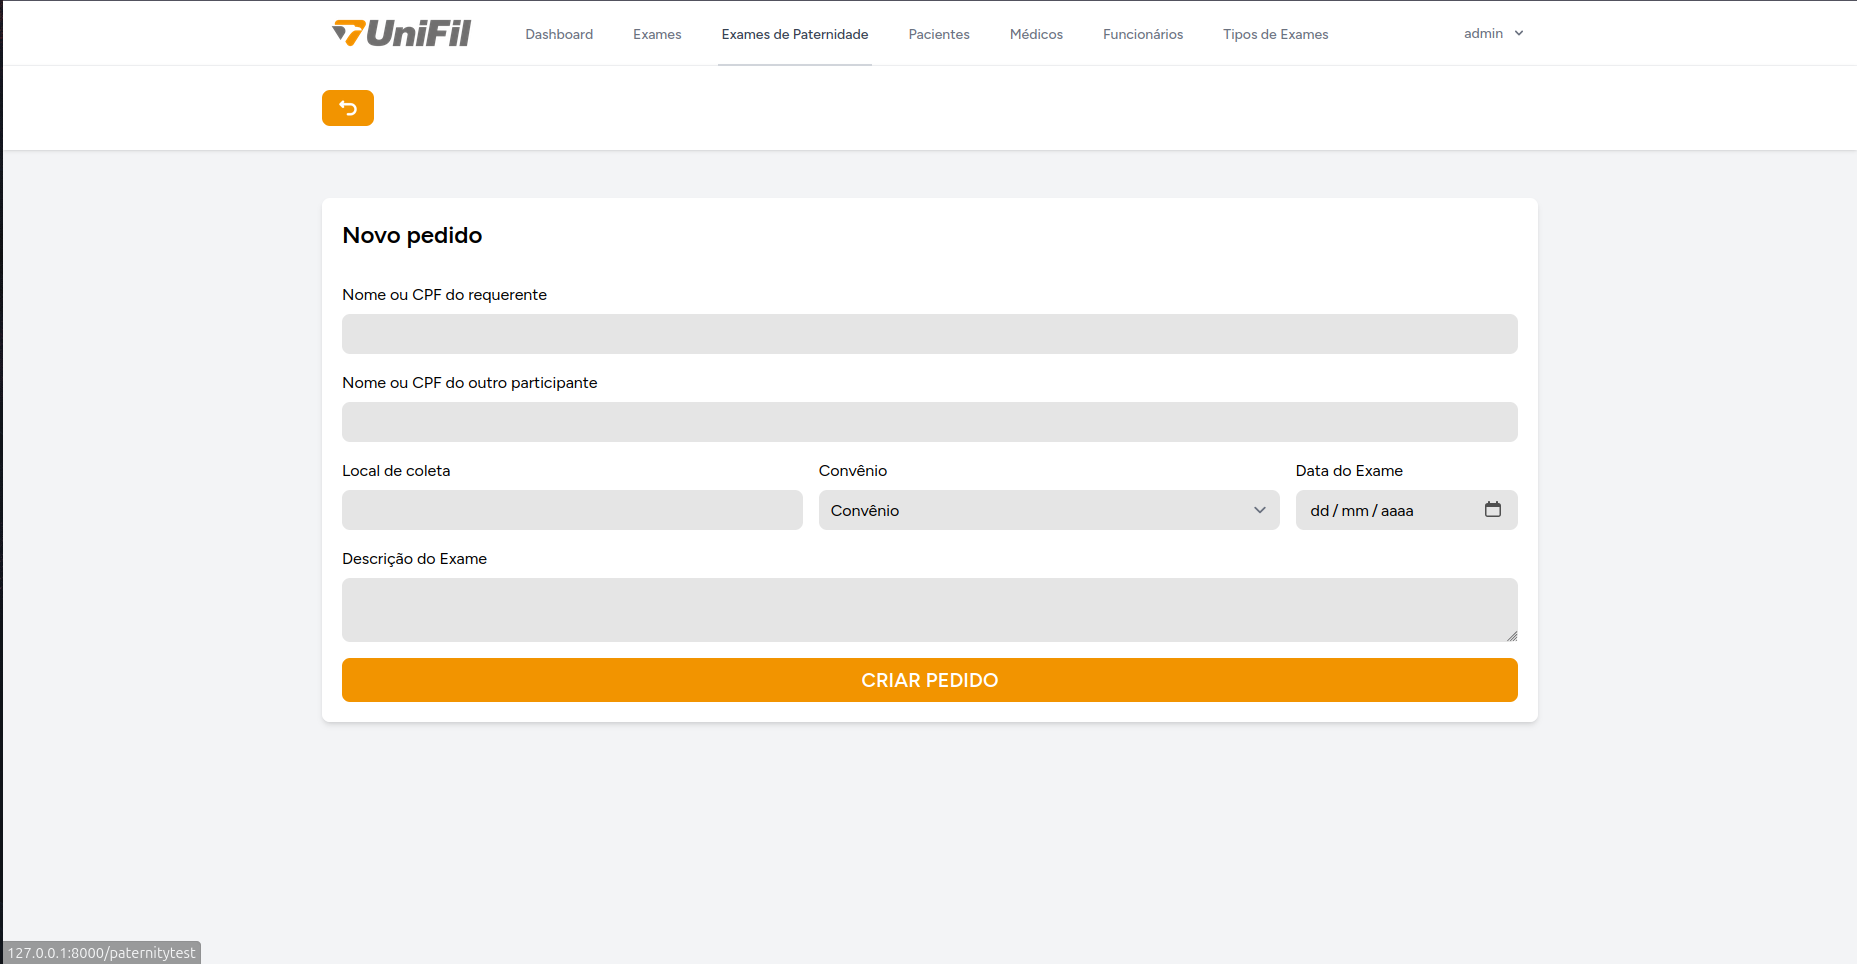 UniFil Dashboard Exames Exames de Paternidade Pacientes Médicos Funcionários Tipos de Exames admin
Novo pedido
Nome ou CPF do requerente
Nome ou CPF do outro participante
Local de coleta Convênio Data do Exame
Convênio dd/mm/aaaa
Descrição do Exame
CRIAR PEDIDO
127.0.0.1:8000/paternitytest